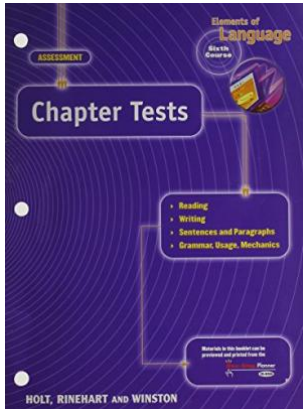 Elements of
Language
Sixth
Course
ASSESSMENT
Chapter Tests
Reading
Writing
Sentences and Paragraphs
Grammar, Usage, Mechanics
Materials in this booklet can be
previewed and printed from the
Planner
HOLT, RINEHART AND WINSTON